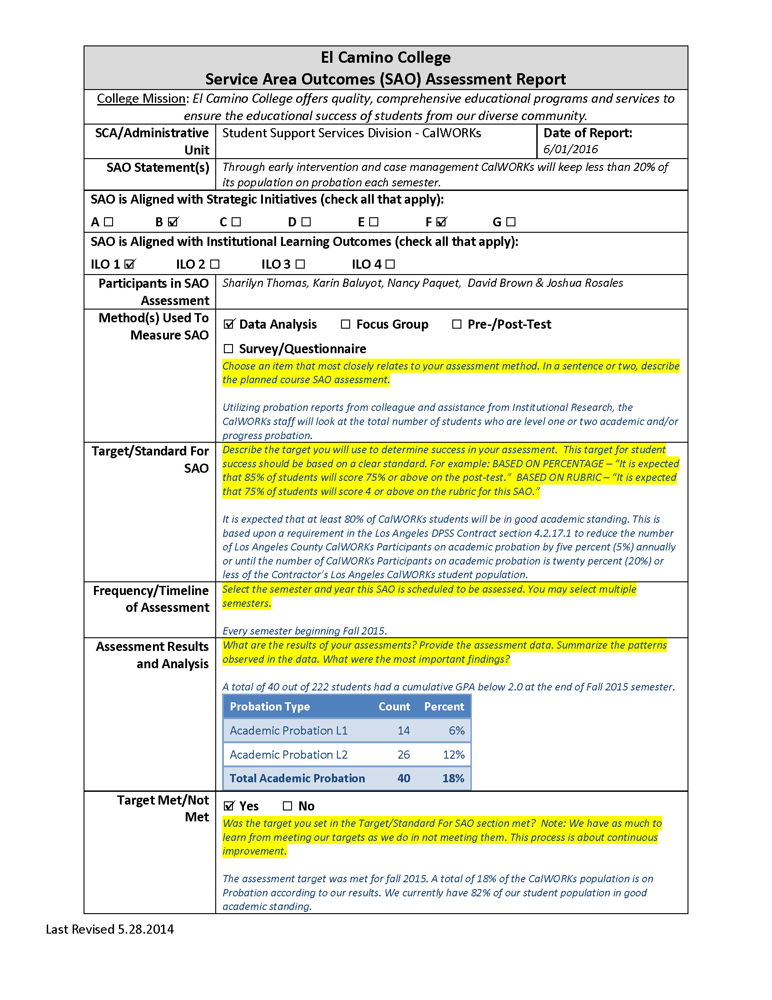 El Camino College
Service Area Outcomes (SAO) Assessment Report
College Mission: El Camino College offers quality, comprehensive educational programs and services to
ensure the educational success of students from our diverse community.
SCA/Administrative
Unit
Student Support Services Division - CalWORKs
Date of Report:
6/01/2016
SAO Statement(s)
Through early intervention and case management CalWORKs will keep less than 20% of
its population on probation each semester.
SAO is Aligned with Strategic Initiatives (check all that apply):
A ☐ B ☑ C ☐ D ☐ E ☐ F ☑ G ☐
SAO is Aligned with Institutional Learning Outcomes (check all that apply):
ILO 1 ☑ ILO 2 ☐ ILO 3 ☐ ILO 4 ☐
Participants in SAO
Assessment
Sharilyn Thomas, Karin Baluyot, Nancy Paquet, David Brown & Joshua Rosales
Method(s) Used To
Measure SAO
☑ Data Analysis ☐ Focus Group ☐ Pre-/Post-Test
☐ Survey/Questionnaire
Choose an item that most closely relates to your assessment method. In a sentence or two, describe
the planned course SAO assessment.
Utilizing probation reports from colleague and assistance from Institutional Research, the
CalWORKs staff will look at the total number of students who are level one or two academic and/or
progress probation.
Target/Standard For
SAO
Describe the target you will use to determine success in your assessment. This target for student
success should be based on a clear standard. For example: BASED ON PERCENTAGE – “It is expected
that 85% of students will score 75% or above on the post-test.” BASED ON RUBRIC – “It is expected
that 75% of students will score 4 or above on the rubric for this SAO.”
It is expected that at least 80% of CalWORKs students will be in good academic standing. This is
based upon a requirement in the Los Angeles DPSS Contract section 4.2.17.1 to reduce the number
of Los Angeles County CalWORKs Participants on academic probation by five percent (5%) annually
or until the number of CalWORKs Participants on academic probation is twenty percent (20%) or
less of the Contractor’s Los Angeles CalWORKs student population.
Frequency/Timeline
of Assessment
Select the semester and year this SAO is scheduled to be assessed. You may select multiple
semesters.
Every semester beginning Fall 2015.
Assessment Results
and Analysis
What are the results of your assessments? Provide the assessment data. Summarize the patterns
observed in the data. What were the most important findings?
A total of 40 out of 222 students had a cumulative GPA below 2.0 at the end of Fall 2015 semester.
Probation Type Count Percent
Academic Probation L1 14 6%
Academic Probation L2 26 12%
Total Academic Probation 40 18%
Target Met/Not
Met
☑ Yes ☐ No
Was the target you set in the Target/Standard For SAO section met? Note: We have as much to
learn from meeting our targets as we do in not meeting them. This process is about continuous
improvement.
The assessment target was met for fall 2015. A total of 18% of the CalWORKs population is on
Probation according to our results. We currently have 82% of our student population in good
academic standing.
Last Revised 5.28.2014